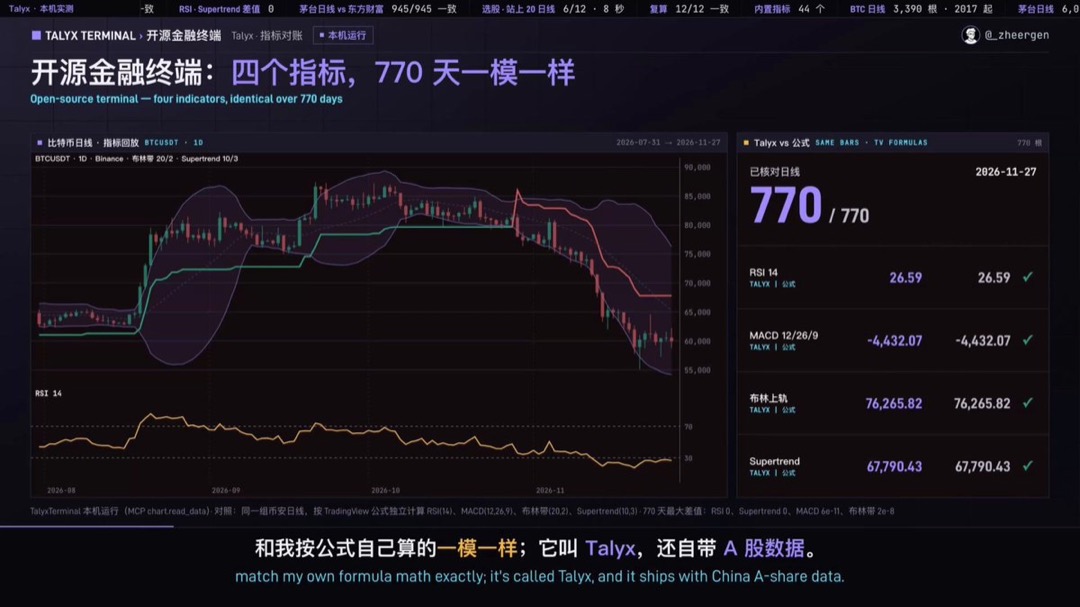 Talyx · 本机实测 -致 RSI · Supertrend 差值 0 茅台日线 vs 东方财富 945/945 一致 选股 · 站上 20 日线 6/12 · 8 秒 复算 12/12 一致 内置指标 44 个 BTC 日线 3,390 根 · 2017 起 茅台日线 6,0
TALYX TERMINAL › 开源金融终端 Talyx · 指标对账 本机运行 @_zheergen
开源金融终端：四个指标，770 天一模一样
Open-source terminal — four indicators, identical over 770 days
比特币日线 · 指标回放 BTCUSDT · 1D 2026-07-31 → 2026-11-27
BTCUSDT · 1D · Binance · 布林带 20/2 · Supertrend 10/3
90,000
85,000
80,000
75,000
70,000
65,000
60,000
55,000
RSI 14
70
30
2026-08 2026-09 2026-10 2026-11
Talyx vs 公式 SAME BARS · TV FORMULAS 770 根
已核对日线 2026-11-27
770 / 770
RSI 14 26.59 26.59 ✓
TALYX | 公式
MACD 12/26/9 -4,432.07 -4,432.07 ✓
TALYX | 公式
布林上轨 76,265.82 76,265.82 ✓
TALYX | 公式
Supertrend 67,790.43 67,790.43 ✓
TALYX | 公式
TalyxTerminal 本机运行（MCP chart.read_data）· 对照：同一组币安日线，按 TradingView 公式独立计算 RSI(14)、MACD(12,26,9)、布林带(20,2)、Supertrend(10,3) · 770 天最大差值：RSI 0、Supertrend 0、MACD 6e-11、布林带 2e-8
和我按公式自己算的一模一样；它叫 Talyx，还自带 A 股数据。
match my own formula math exactly; it's called Talyx, and it ships with China A-share data.